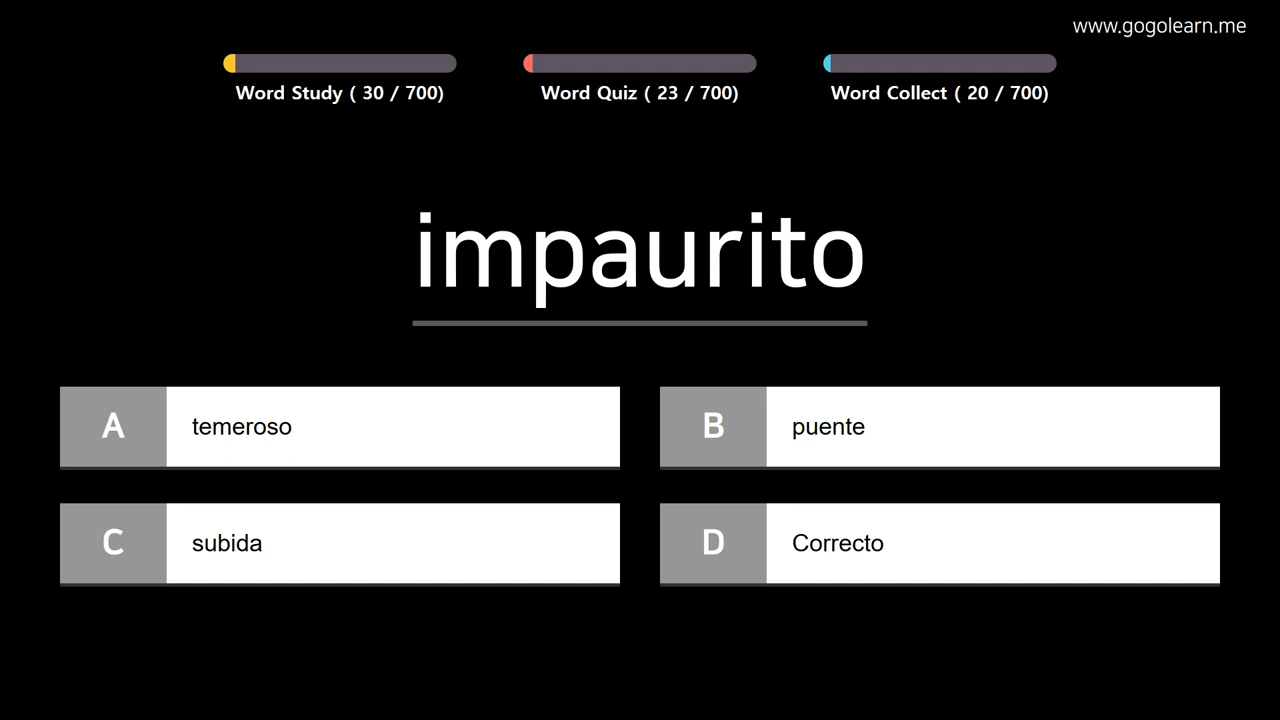 www.gogolearn.me
Word Study ( 30 / 700)
Word Quiz ( 23 / 700)
Word Collect ( 20 / 700)
impaurito
A temeroso
B puente
C subida
D Correcto